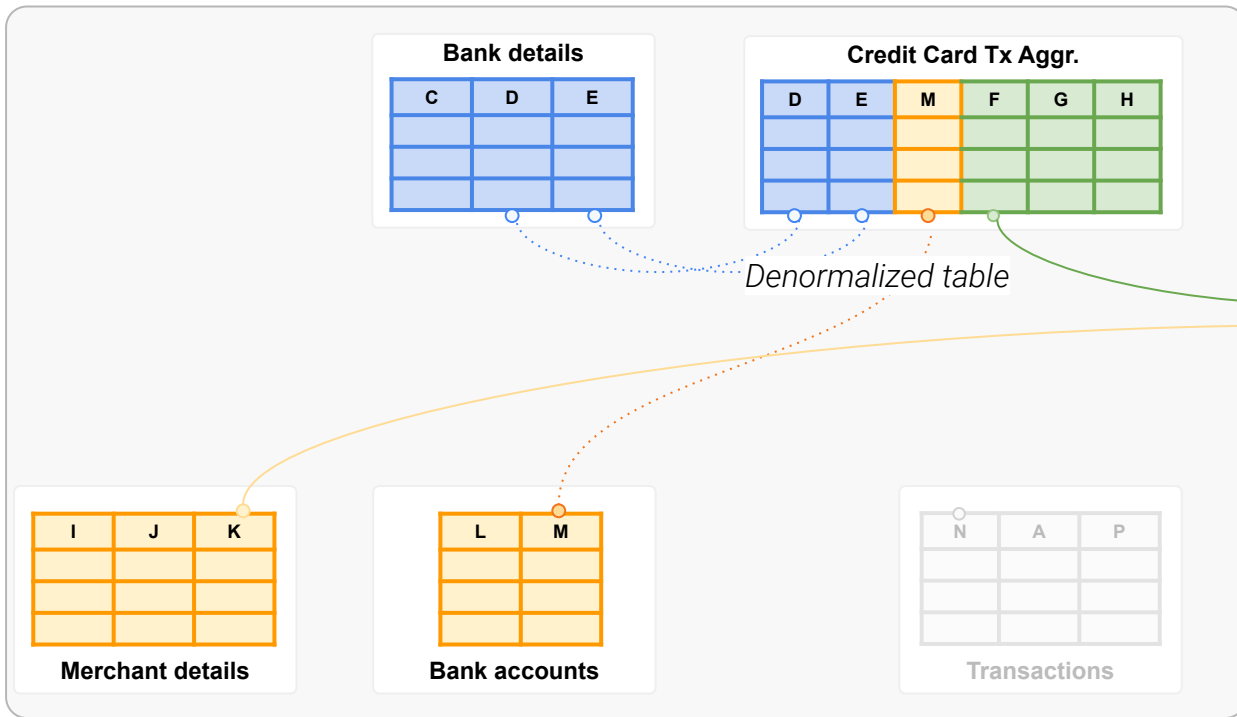 Bank details
C D E
Credit Card Tx Aggr.
D E M F G H
Denormalized table
I J K
Merchant details
L M
Bank accounts
N A P
Transactions